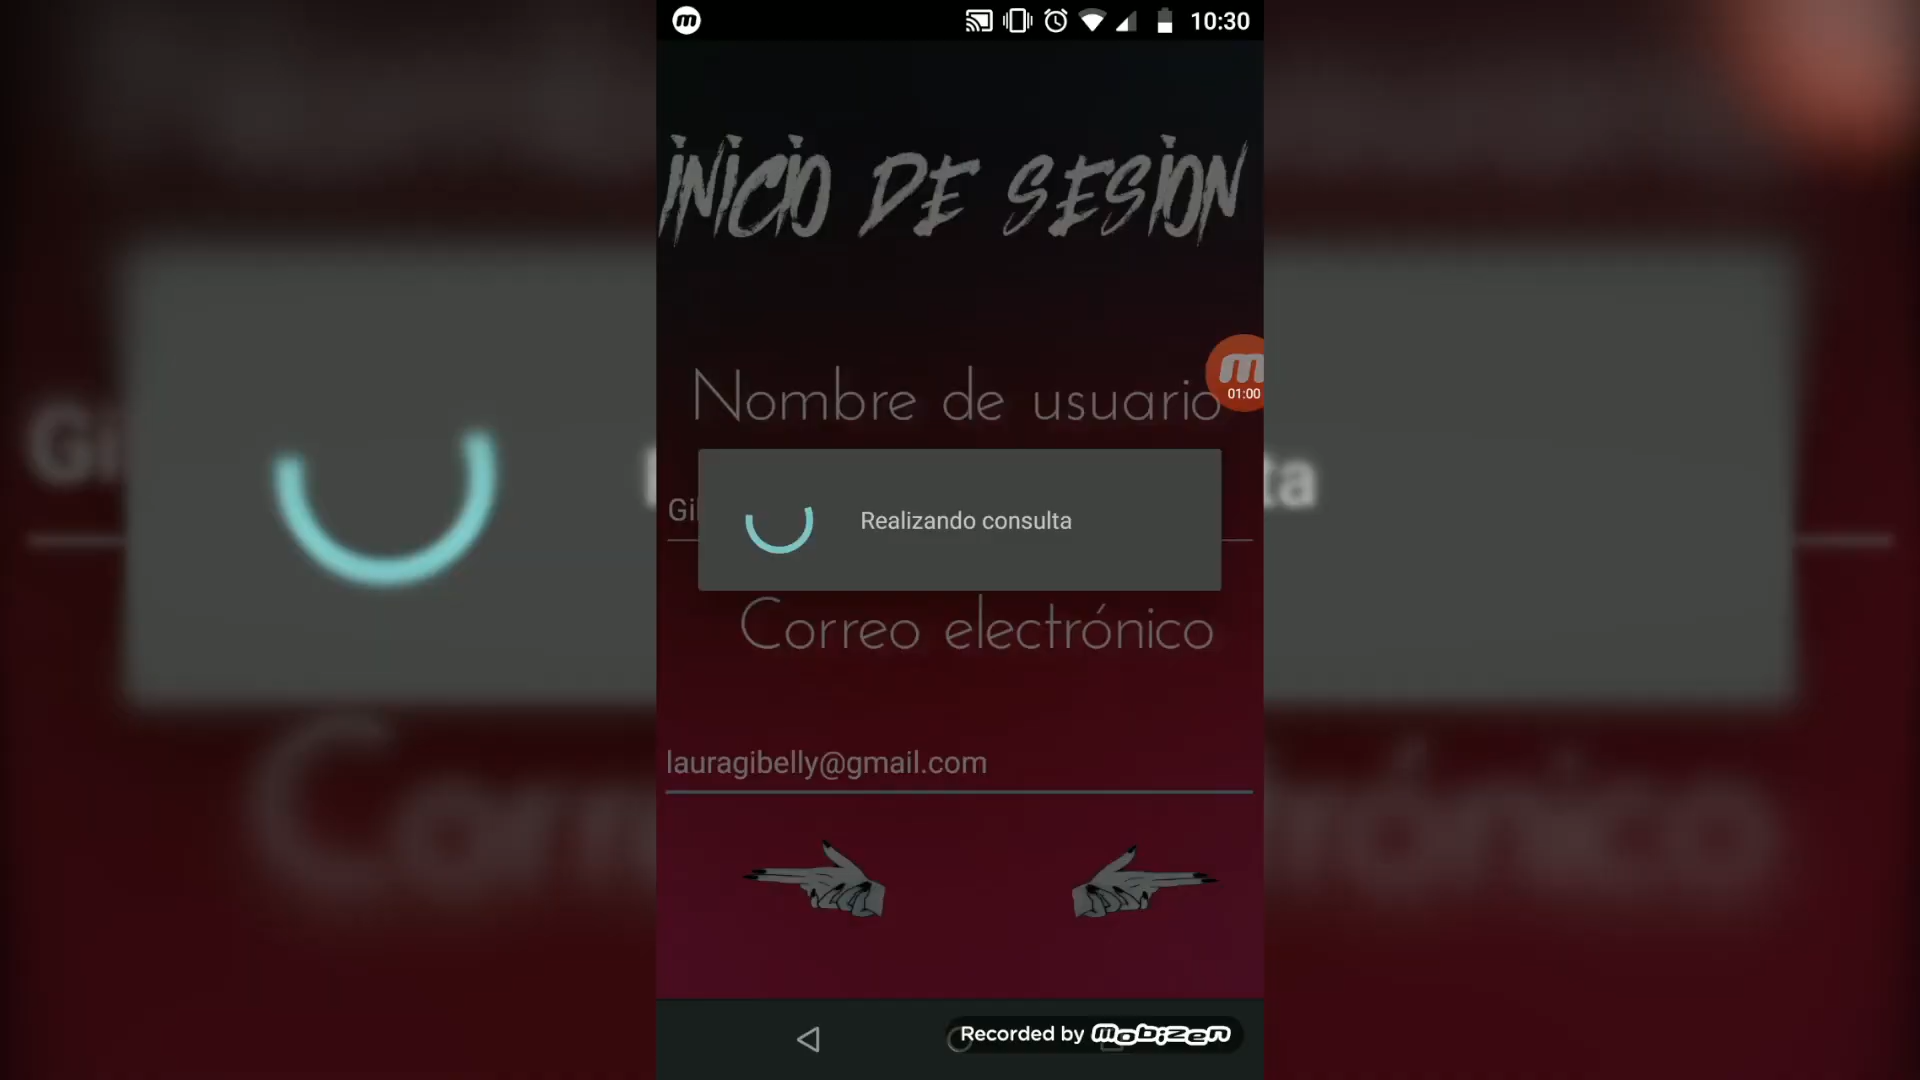 10:30
INICIO DE SESION
Nombre de usuario
01:00
Gi
Realizando consulta
Correo electrónico
lauragibelly@gmail.com
Recorded by mobizen